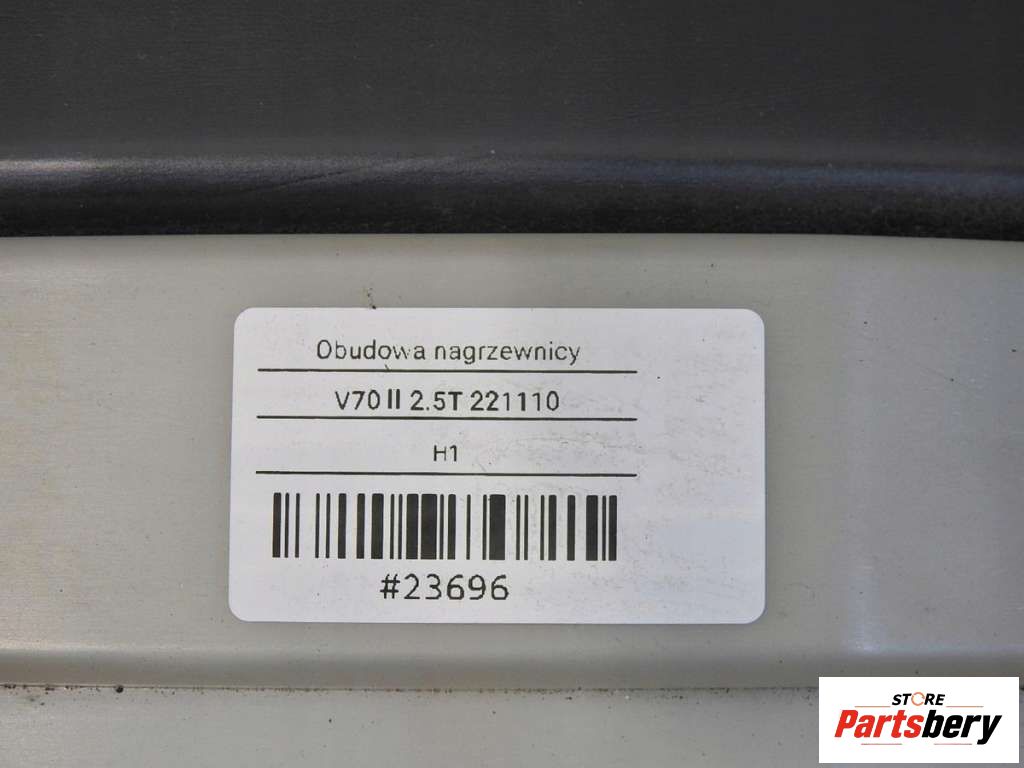 Obudowa nagrzewnicy
V70 II 2.5T 221110
H1
#23696
STORE
Partsbery